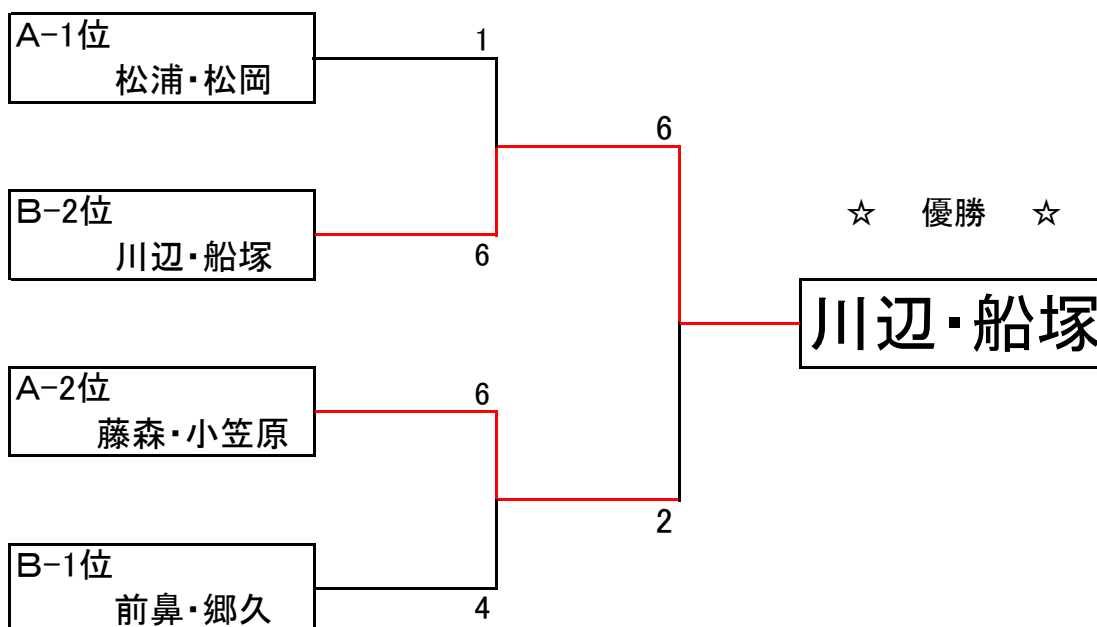 A-1位
松浦・松岡
1
6
B-2位
川辺・船塚
6
☆ 優勝 ☆
川辺・船塚
A-2位
藤森・小笠原
6
2
B-1位
前鼻・郷久
4